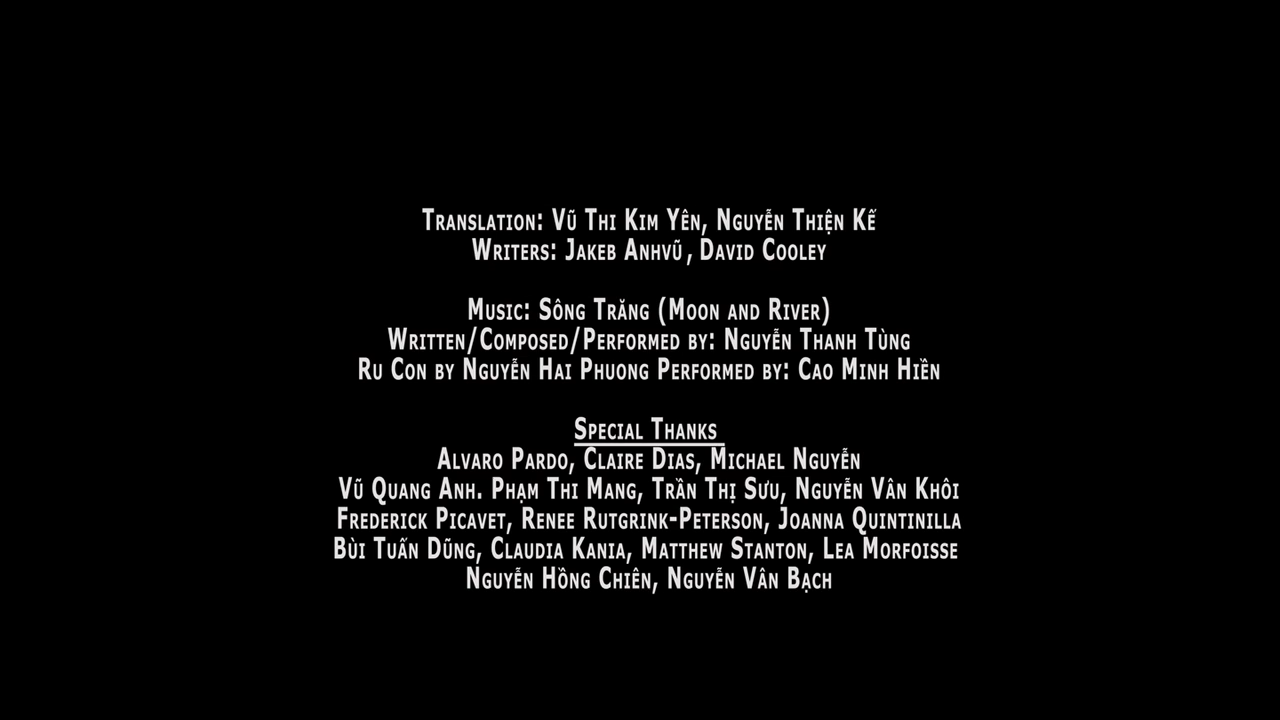 Translation: Vũ Thi Kim Yên, Nguyễn Thiện Kế
Writers: Jakeb Anhvũ, David Cooley
Music: Sông Trăng (Moon and River)
Written/Composed/Performed by: Nguyễn Thanh Tùng
Ru Con by Nguyễn Hai Phuong Performed by: Cao Minh Hiền
Special Thanks
Alvaro Pardo, Claire Dias, Michael Nguyễn
Vũ Quang Anh. Phạm Thi Mang, Trần Thị Sưu, Nguyễn Vân Khôi
Frederick Picavet, Renee Rutgrink-Peterson, Joanna Quintinilla
Bùi Tuấn Dũng, Claudia Kania, Matthew Stanton, Lea Morfoisse
Nguyễn Hồng Chiên, Nguyễn Vân Bạch